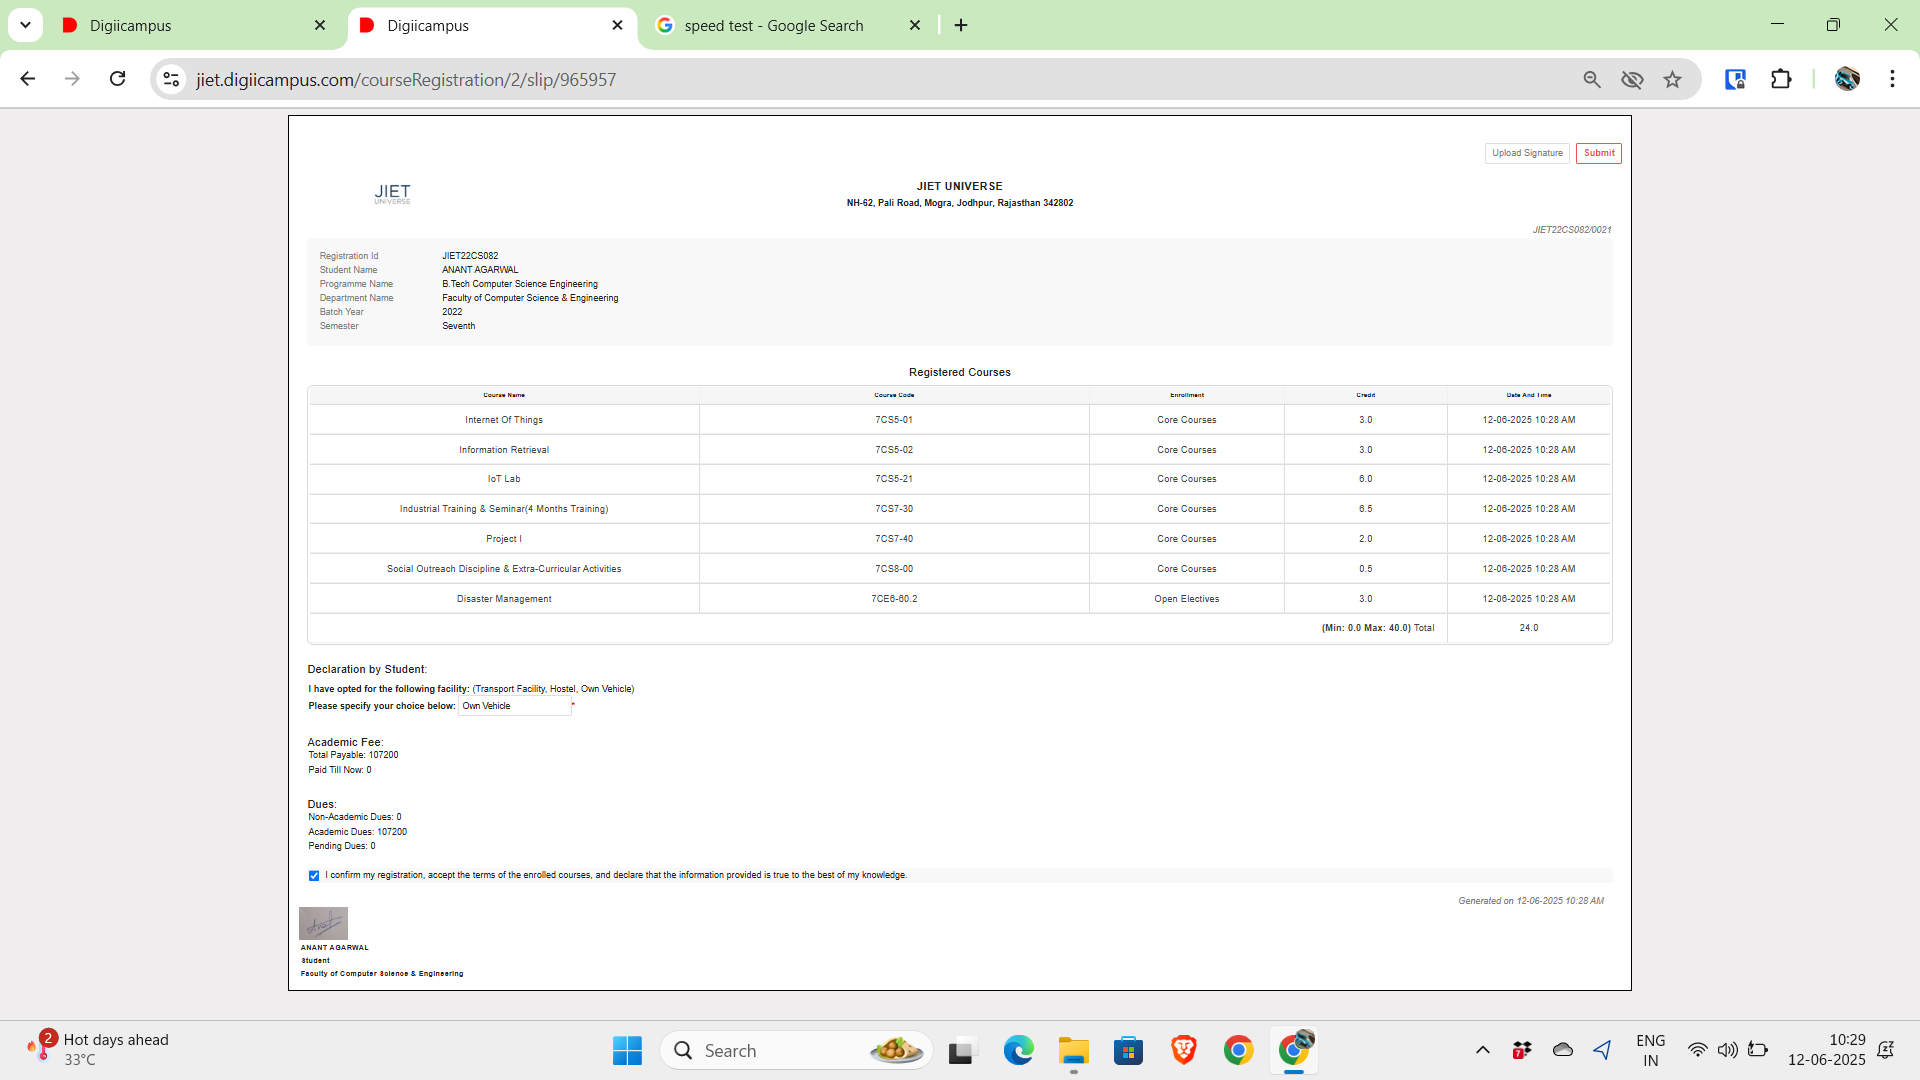 Digiicampus
Digiicampus
speed test - Google Search
jiet.digiicampus.com/courseRegistration/2/slip/965957
Upload Signature
Submit
JIET
UNIVERSE
JIET UNIVERSE
NH-62, Pali Road, Mogra, Jodhpur, Rajasthan 342802
JIET22CS082/0021
Registration Id JIET22CS082
Student Name ANANT AGARWAL
Programme Name B.Tech Computer Science Engineering
Department Name Faculty of Computer Science & Engineering
Batch Year 2022
Semester Seventh
Registered Courses
Course Name Course Code Enrollment Credit Date And Time
Internet Of Things 7CS5-01 Core Courses 3.0 12-06-2025 10:28 AM
Information Retrieval 7CS5-02 Core Courses 3.0 12-06-2025 10:28 AM
IoT Lab 7CS5-21 Core Courses 6.0 12-06-2025 10:28 AM
Industrial Training & Seminar(4 Months Training) 7CS7-30 Core Courses 6.5 12-06-2025 10:28 AM
Project I 7CS7-40 Core Courses 2.0 12-06-2025 10:28 AM
Social Outreach Discipline & Extra-Curricular Activities 7CS8-00 Core Courses 0.5 12-06-2025 10:28 AM
Disaster Management 7CE6-60.2 Open Electives 3.0 12-06-2025 10:28 AM
(Min: 0.0 Max: 40.0) Total 24.0
Declaration by Student:
I have opted for the following facility: (Transport Facility, Hostel, Own Vehicle)
Please specify your choice below: Own Vehicle *
Academic Fee:
Total Payable: 107200
Paid Till Now: 0
Dues:
Non-Academic Dues: 0
Academic Dues: 107200
Pending Dues: 0
I confirm my registration, accept the terms of the enrolled courses, and declare that the information provided is true to the best of my knowledge.
Generated on 12-06-2025 10:28 AM
ANANT AGARWAL
Student
Faculty of Computer Science & Engineering
2
Hot days ahead
33°C
Search
7
ENG
IN
10:29
12-06-2025